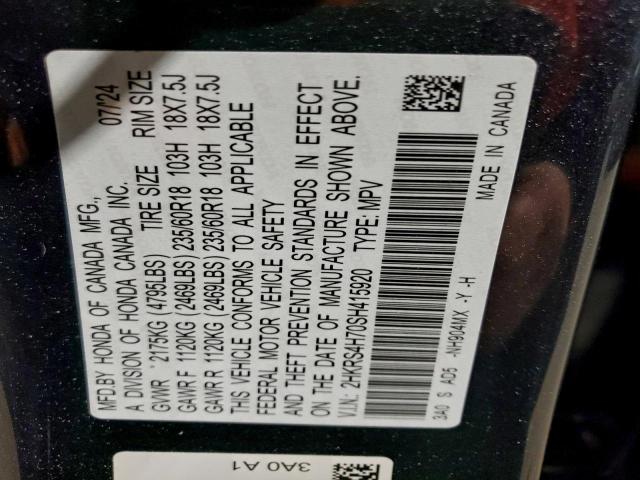 MFD.BY HONDA OF CANADA MFG., 07/24
A DIVISION OF HONDA CANADA INC.
GVWR 2175KG (4795LBS) TIRE SIZE RIM SIZE
GAWR F 1120KG (2469LBS) 235/60R18 103H 18X7.5J
GAWR R 1120KG (2469LBS) 235/60R18 103H 18X7.5J
THIS VEHICLE CONFORMS TO ALL APPLICABLE
FEDERAL MOTOR VEHICLE SAFETY
AND THEFT PREVENTION STANDARDS IN EFFECT
ON THE DATE OF MANUFACTURE SHOWN ABOVE.
V.I.N.: 2HKRS4H70SH415920 TYPE: MPV
3A0 S AP5 -NH904MX -Y -H MADE IN CANADA
3A0 A1